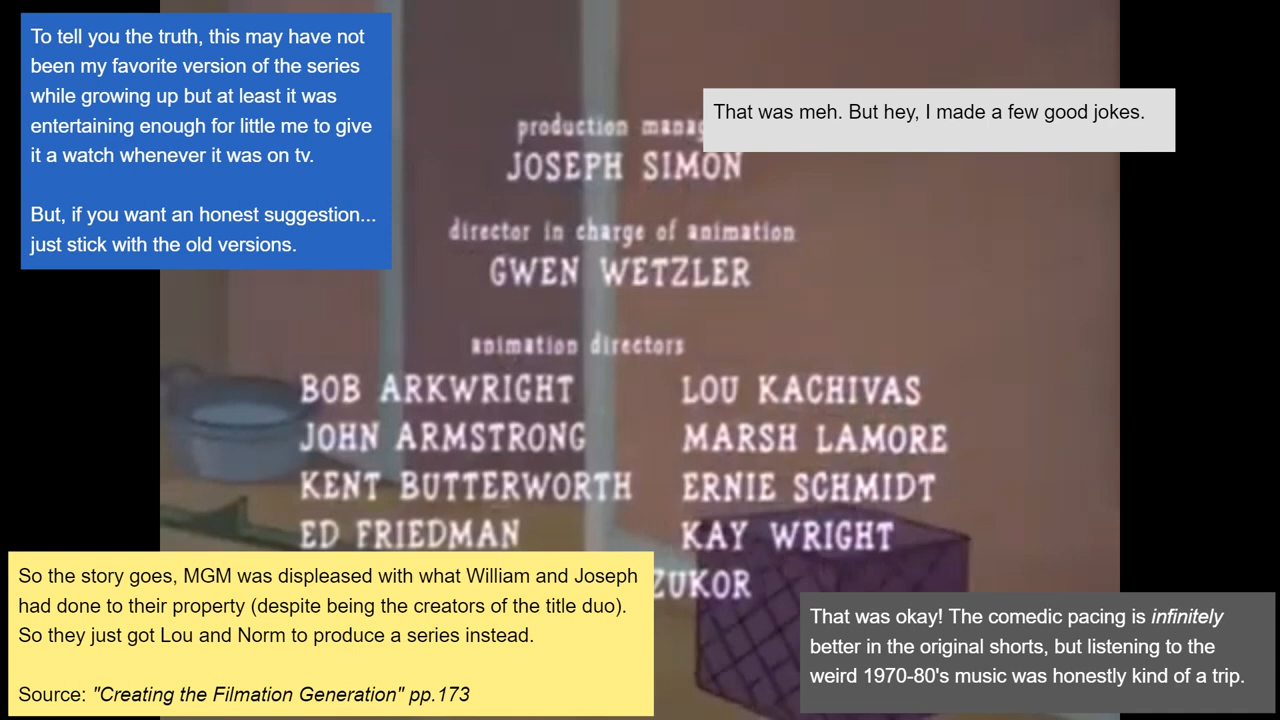 To tell you the truth, this may have not
been my favorite version of the series
while growing up but at least it was
entertaining enough for little me to give
it a watch whenever it was on tv.
But, if you want an honest suggestion...
just stick with the old versions.
That was meh. But hey, I made a few good jokes.
production
JOSEPH SIMON
director in charge of animation
GWEN WETZLER
animation directors
BOB ARKWRIGHT
LOU KACHIVAS
JOHN ARMSTRONG
MARSH LAMORE
KENT BUTTERWORTH
ERNIE SCHMIDT
ED FRIEDMAN
KAY WRIGHT
ZUKOR
So the story goes, MGM was displeased with what William and Joseph
had done to their property (despite being the creators of the title duo).
So they just got Lou and Norm to produce a series instead.
Source: "Creating the Filmation Generation" pp.173
That was okay! The comedic pacing is infinitely
better in the original shorts, but listening to the
weird 1970-80's music was honestly kind of a trip.